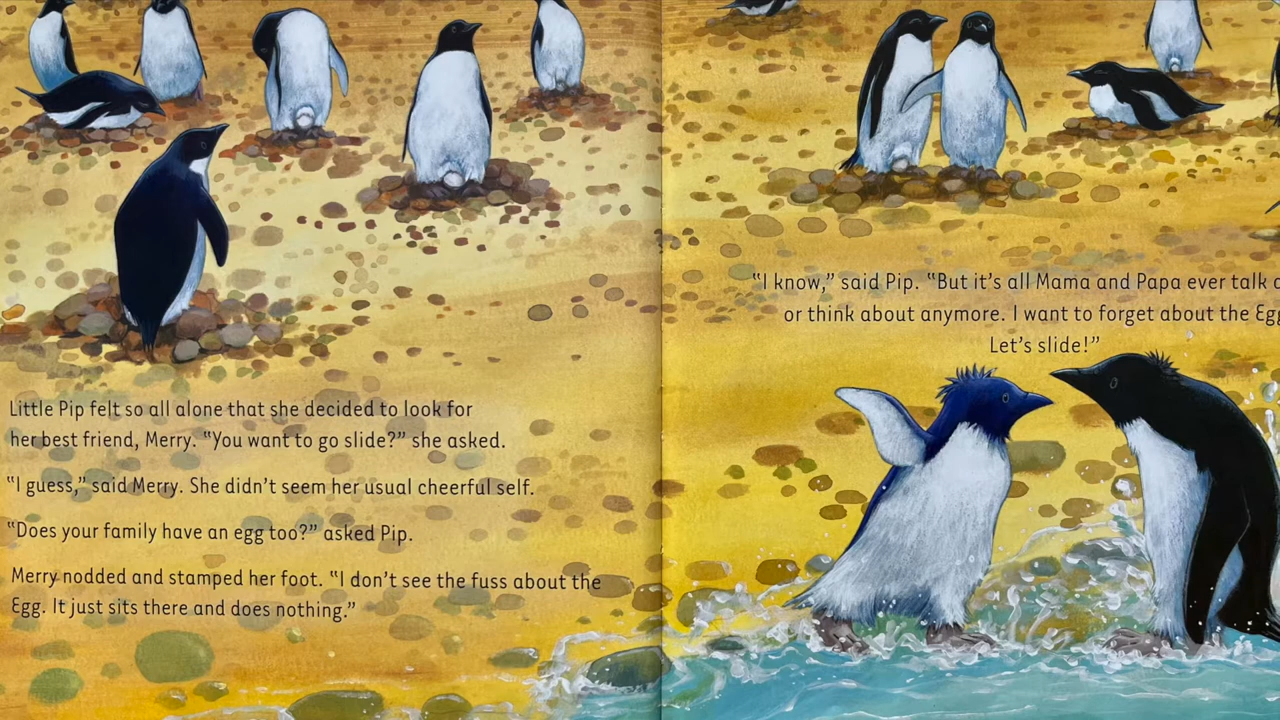 Little Pip felt so all alone that she decided to look for
her best friend, Merry. “You want to go slide?” she asked.
“I guess,” said Merry. She didn’t seem her usual cheerful self.
“Does your family have an egg too?” asked Pip.
Merry nodded and stamped her foot. “I don’t see the fuss about the
Egg. It just sits there and does nothing.”
“I know,” said Pip. “But it’s all Mama and Papa ever talk
or think about anymore. I want to forget about the Egg
Let’s slide!”